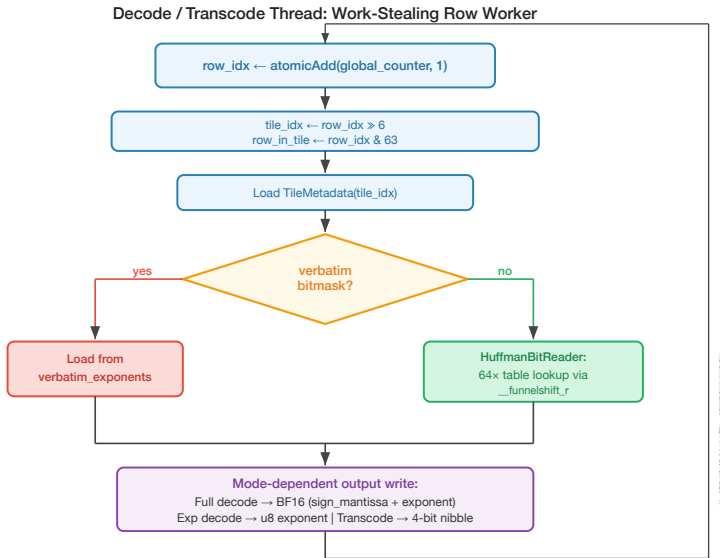 Decode / Transcode Thread: Work-Stealing Row Worker
row_idx ← atomicAdd(global_counter, 1)
tile_idx ← row_idx ≫ 6
row_in_tile ← row_idx & 63
Load TileMetadata(tile_idx)
verbatim
bitmask?
yes
no
Load from
verbatim_exponents
HuffmanBitReader:
64× table lookup via
__funnelshift_r
Mode-dependent output write:
Full decode → BF16 (sign_mantissa + exponent)
Exp decode → u8 exponent | Transcode → 4-bit nibble